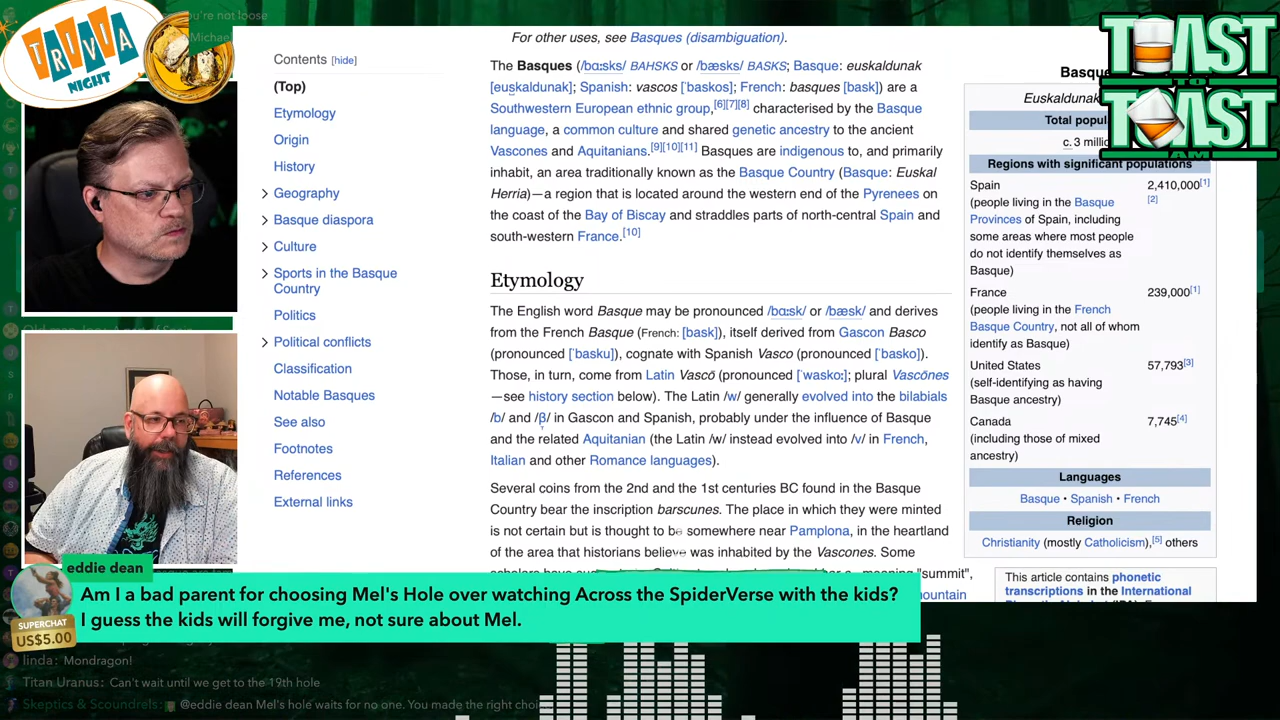 you're not loose
Michael
TRIVIA
NIGHT
TOAST
TO
TOAST
AM
For other uses, see Basques (disambiguation).
Contents [hide]
(Top)
Etymology
Origin
History
Geography
Basque diaspora
Culture
Sports in the Basque
Country
Politics
Political conflicts
Classification
Notable Basques
See also
Footnotes
References
External links
The Basques (/bɑːsks/ BAHSKS or /bæsks/ BASKS; Basque: euskaldunak
[eus̺kaldunak]; Spanish: vascos [ˈbaskos]; French: basques [bask]) are a
Southwestern European ethnic group,[6][7][8] characterised by the Basque
language, a common culture and shared genetic ancestry to the ancient
Vascones and Aquitanians.[9][10][11] Basques are indigenous to, and primarily
inhabit, an area traditionally known as the Basque Country (Basque: Euskal
Herria)—a region that is located around the western end of the Pyrenees on
the coast of the Bay of Biscay and straddles parts of north-central Spain and
south-western France.[10]
Etymology
The English word Basque may be pronounced /bɑːsk/ or /bæsk/ and derives
from the French Basque (French: [bask]), itself derived from Gascon Basco
(pronounced [ˈbasku]), cognate with Spanish Vasco (pronounced [ˈbasko]).
Those, in turn, come from Latin Vascō (pronounced [ˈwaskoː]; plural Vascōnes
—see history section below). The Latin /w/ generally evolved into the bilabials
/b/ and /β̞/ in Gascon and Spanish, probably under the influence of Basque
and the related Aquitanian (the Latin /w/ instead evolved into /v/ in French,
Italian and other Romance languages).
Several coins from the 2nd and the 1st centuries BC found in the Basque
Country bear the inscription barscunes. The place in which they were minted
is not certain but is thought to be somewhere near Pamplona, in the heartland
of the area that historians believe was inhabited by the Vascones. Some
meaning "summit",
Euskaldunak
Total
c. 3
Regions with significant populations
Spain 2,410,000[1]
(people living in the Basque [2]
Provinces of Spain, including
some areas where most people
do not identify themselves as
Basque)
France 239,000[1]
(people living in the French
Basque Country, not all of whom
identify as Basque)
United States 57,793[3]
(self-identifying as having
Basque ancestry)
Canada 7,745[4]
(including those of mixed
ancestry)
Languages
Basque • Spanish • French
Religion
Christianity (mostly Catholicism),[5] others
This article contains phonetic
transcriptions in the International
eddie dean
SUPERCHAT
US$5.00
Am I a bad parent for choosing Mel's Hole over watching Across the SpiderVerse with the kids?
I guess the kids will forgive me, not sure about Mel.
linda: Mondragon!
Titan Uranus: Can't wait until we get to the 19th hole
Skeptics & Scoundrels: @eddie dean Mel's hole waits for no one. You made the right